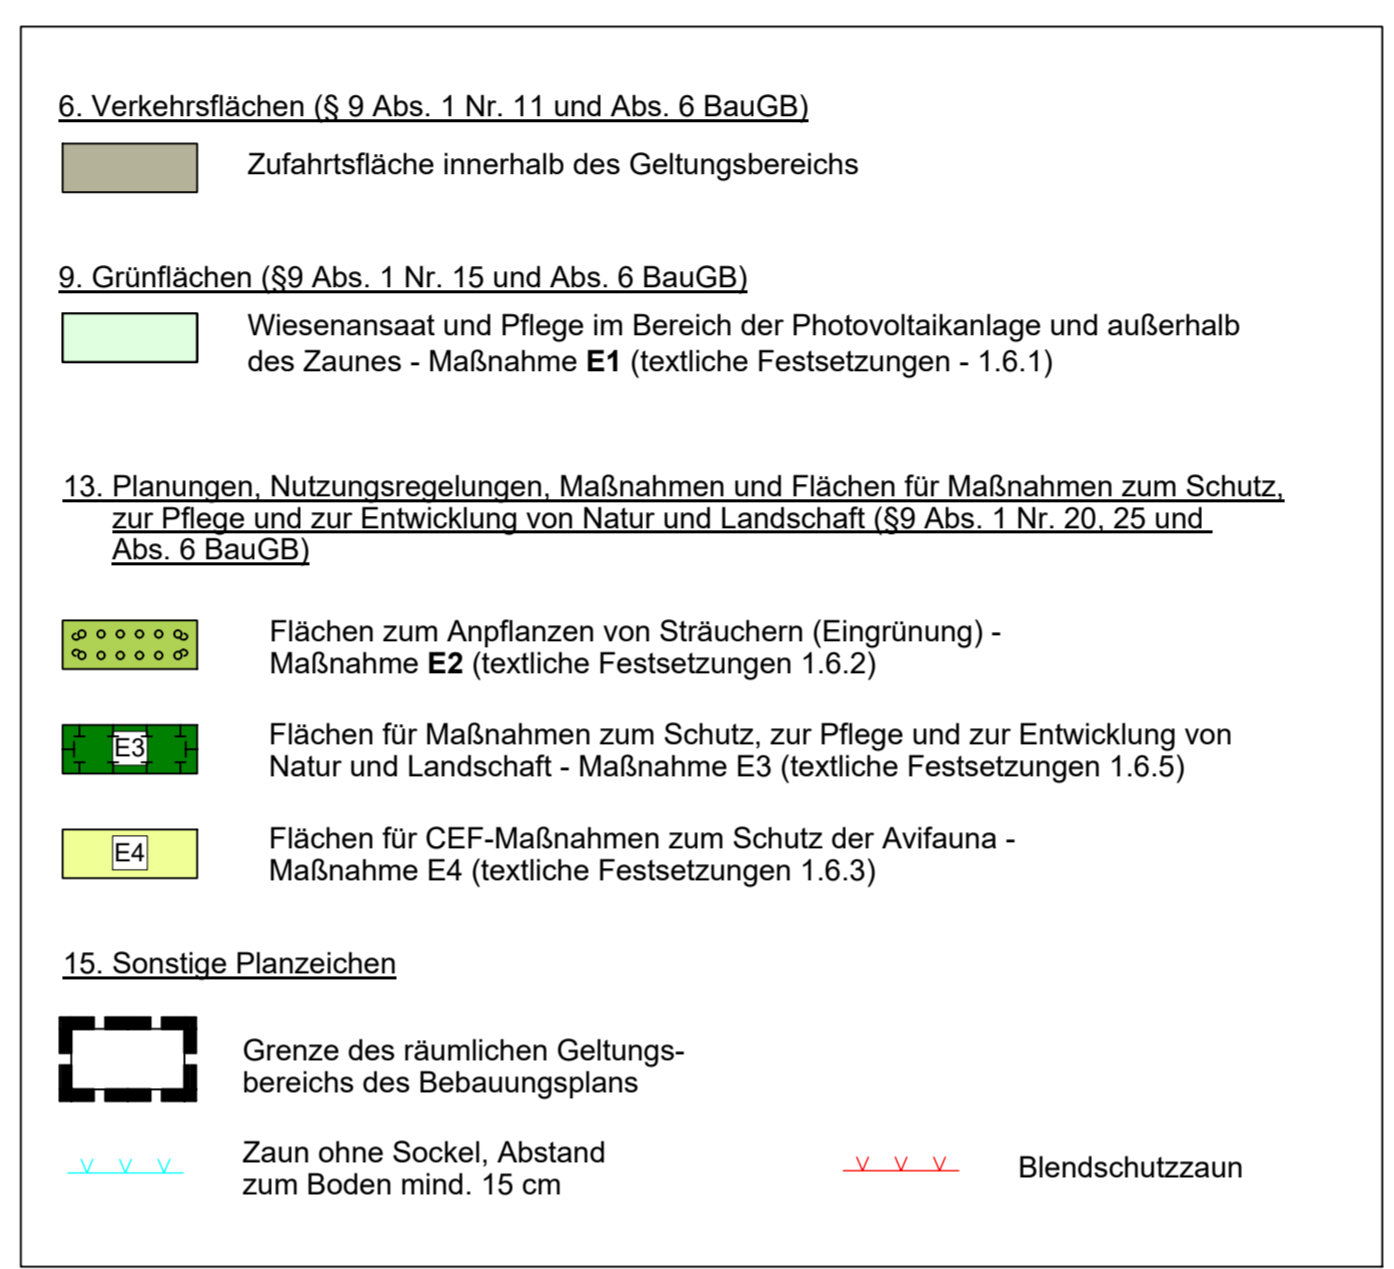 6. Verkehrsflächen (§ 9 Abs. 1 Nr. 11 und Abs. 6 BauGB)
Zufahrtsfläche innerhalb des Geltungsbereichs
9. Grünflächen (§9 Abs. 1 Nr. 15 und Abs. 6 BauGB)
Wiesenansaat und Pflege im Bereich der Photovoltaikanlage und außerhalb
des Zaunes - Maßnahme E1 (textliche Festsetzungen - 1.6.1)
13. Planungen, Nutzungsregelungen, Maßnahmen und Flächen für Maßnahmen zum Schutz,
zur Pflege und zur Entwicklung von Natur und Landschaft (§9 Abs. 1 Nr. 20, 25 und
Abs. 6 BauGB)
Flächen zum Anpflanzen von Sträuchern (Eingrünung) -
Maßnahme E2 (textliche Festsetzungen 1.6.2)
E3
Flächen für Maßnahmen zum Schutz, zur Pflege und zur Entwicklung von
Natur und Landschaft - Maßnahme E3 (textliche Festsetzungen 1.6.5)
E4
Flächen für CEF-Maßnahmen zum Schutz der Avifauna -
Maßnahme E4 (textliche Festsetzungen 1.6.3)
15. Sonstige Planzeichen
Grenze des räumlichen Geltungs-
bereichs des Bebauungsplans
Zaun ohne Sockel, Abstand
zum Boden mind. 15 cm
Blendschutzzaun